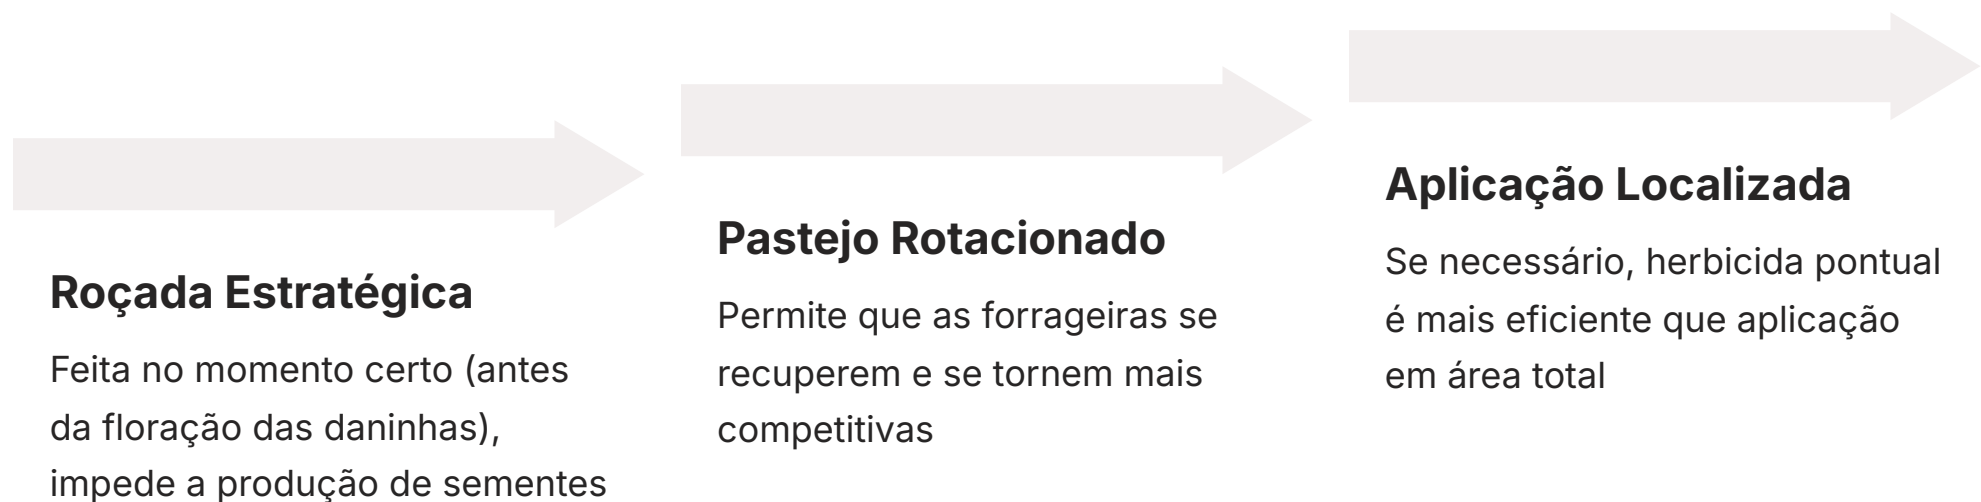 Roçada Estratégica
Feita no momento certo (antes
da floração das daninhas),
impede a produção de sementes
Pastejo Rotacionado
Permite que as forrageiras se
recuperem e se tornem mais
competitivas
Aplicação Localizada
Se necessário, herbicida pontual
é mais eficiente que aplicação
em área total